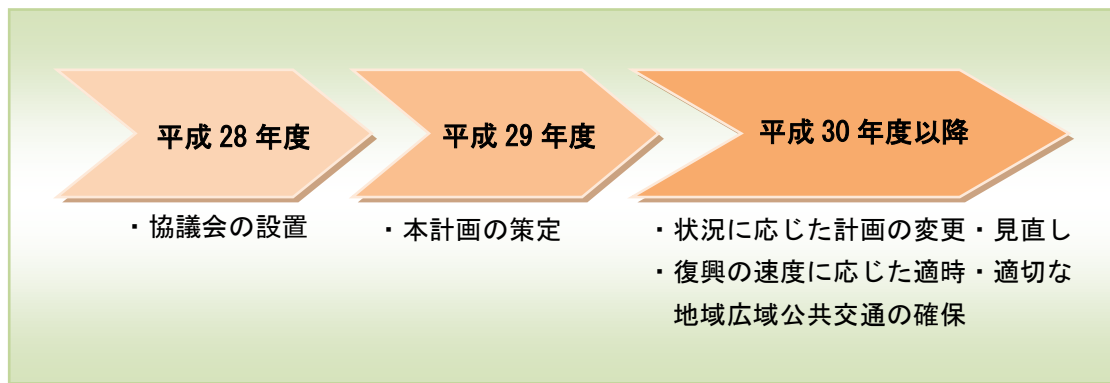 平成 28 年度
・協議会の設置
平成 29 年度
・本計画の策定
平成 30 年度以降
・状況に応じた計画の変更・見直し
・復興の速度に応じた適時・適切な
地域広域公共交通の確保